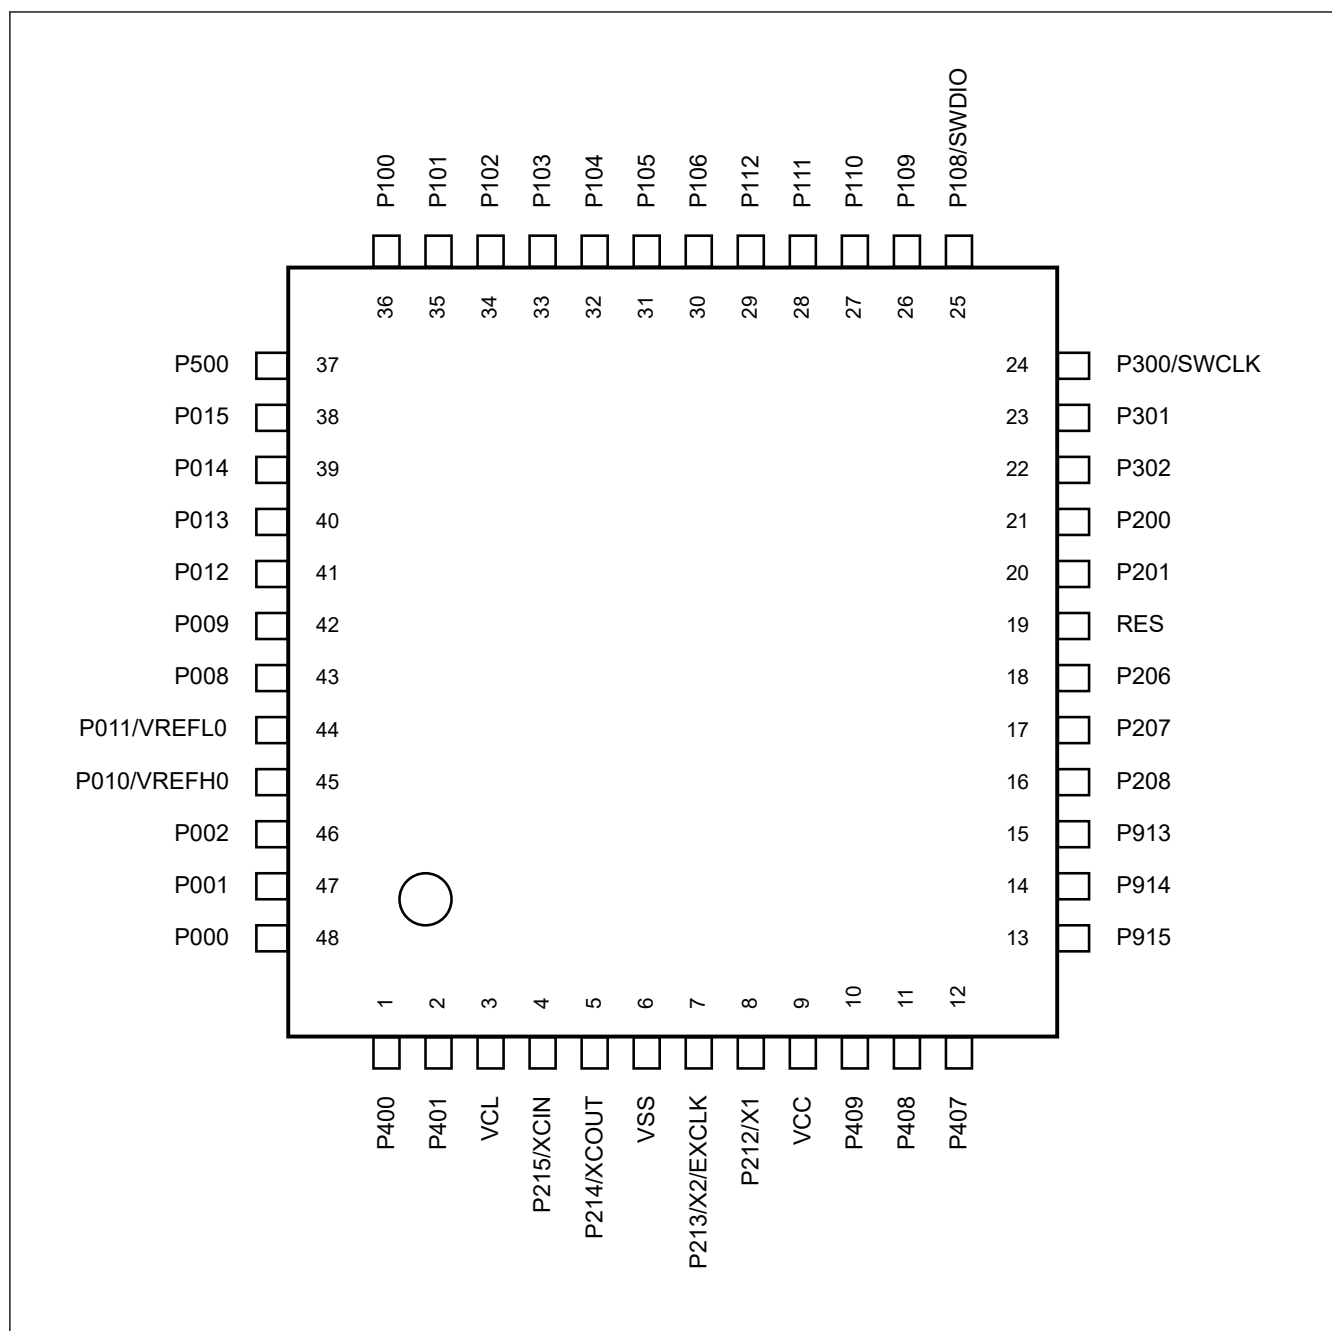 P100 P101 P102 P103 P104 P105 P106 P112 P111 P110 P109 P108/SWDIO
36 35 34 33 32 31 30 29 28 27 26 25
P500 37 24 P300/SWCLK
P015 38 23 P301
P014 39 22 P302
P013 40 21 P200
P012 41 20 P201
P009 42 19 RES
P008 43 18 P206
P011/VREFL0 44 17 P207
P010/VREFH0 45 16 P208
P002 46 15 P913
P001 47 14 P914
P000 48 13 P915
1 2 3 4 5 6 7 8 9 10 11 12
P400 P401 VCL P215/XCIN P214/XCOUT VSS P213/X2/EXCLK P212/X1 VCC P409 P408 P407